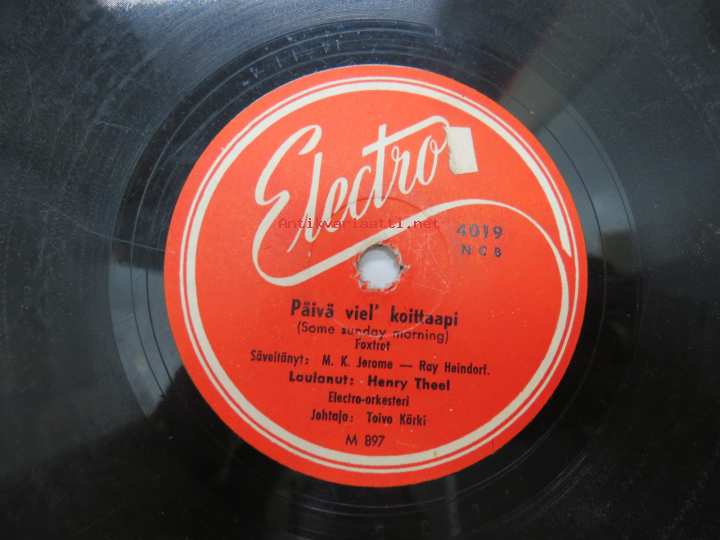 Electro
Antikvariaatti.net
4019
NCB
Päivä viel' koittaapi
(Some sunday morning)
Foxtrot
Säveltänyt: M. K. Jerome — Ray Heindorf.
Laulanut: Henry Theel
Electro-orkesteri
Johtaja: Toivo Kärki
M 897